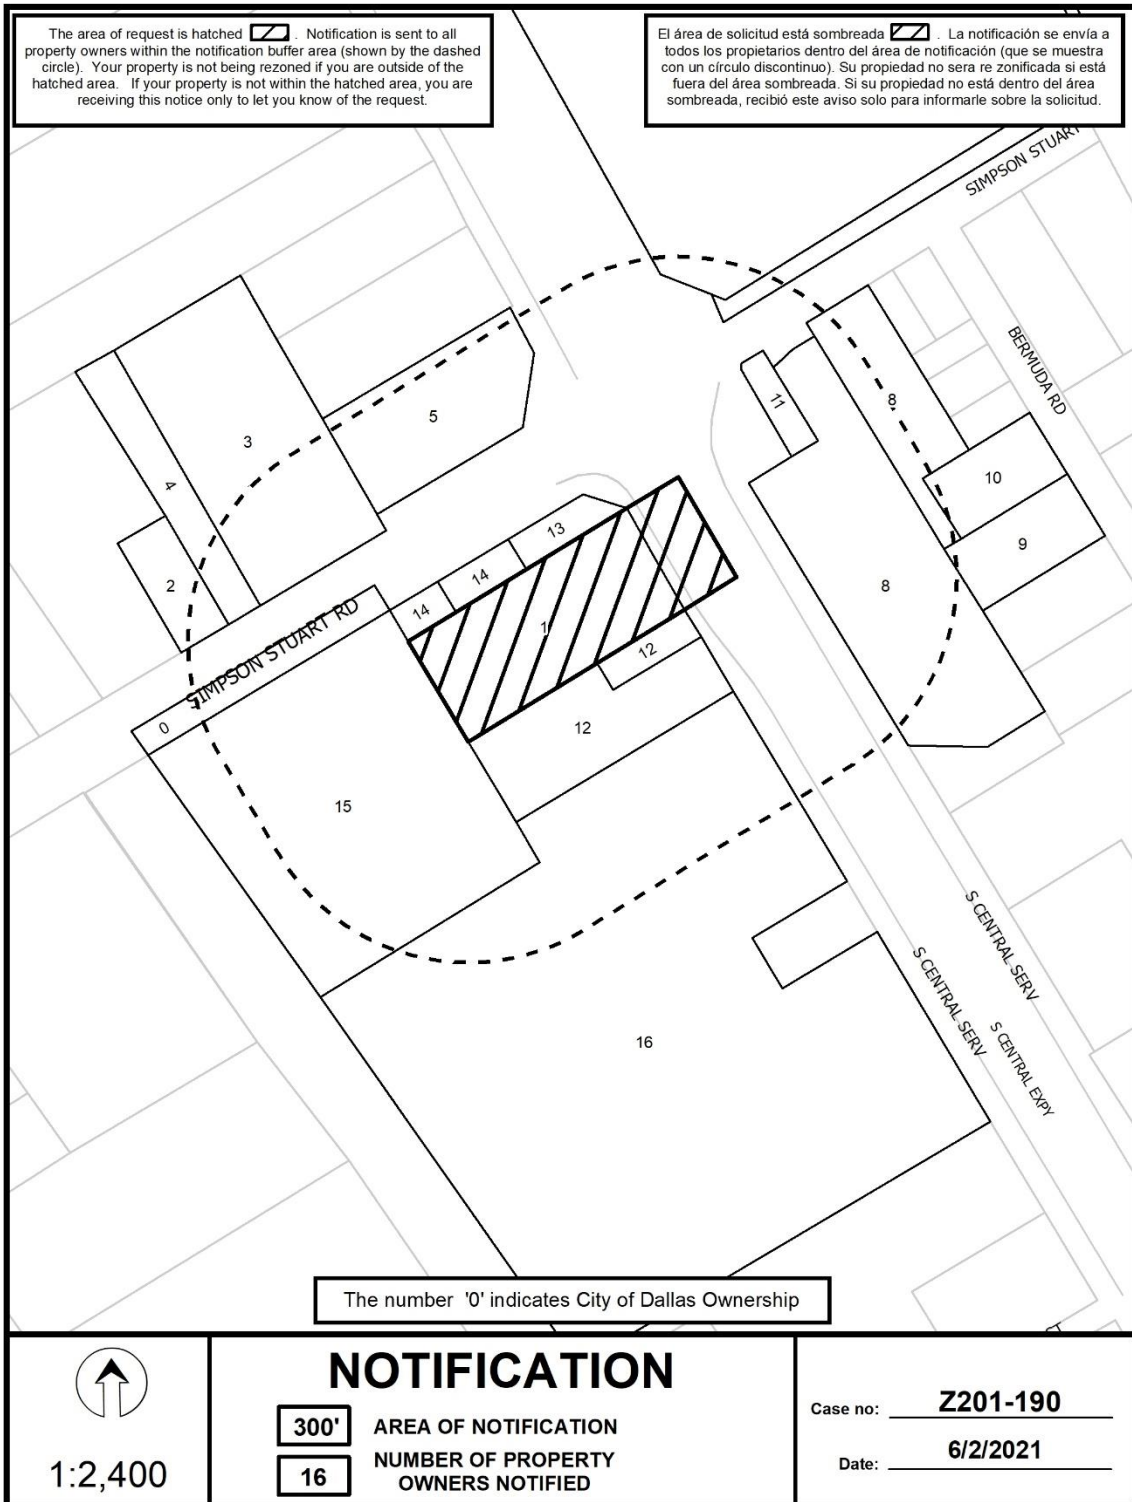 The area of request is hatched . Notification is sent to all
property owners within the notification buffer area (shown by the dashed
circle). Your property is not being rezoned if you are outside of the
hatched area. If your property is not within the hatched area, you are
receiving this notice only to let you know of the request.
El área de solicitud está sombreada . La notificación se envía a
todos los propietarios dentro del área de notificación (que se muestra
con un círculo discontinuo). Su propiedad no sera re zonificada si está
fuera del área sombreada. Si su propiedad no está dentro del área
sombreada, recibió este aviso solo para informarle sobre la solicitud.
SIMPSON STUART
BERMUDA RD
11
8
5
3
4
10
13
9
14
2
8
14
1
12
SIMPSON STUART RD
0
12
15
S CENTRAL SERV
S CENTRAL SERV
S CENTRAL EXPY
16
CT
The number '0' indicates City of Dallas Ownership
1:2,400
NOTIFICATION
300' AREA OF NOTIFICATION
16 NUMBER OF PROPERTY
OWNERS NOTIFIED
Case no: Z201-190
Date: 6/2/2021